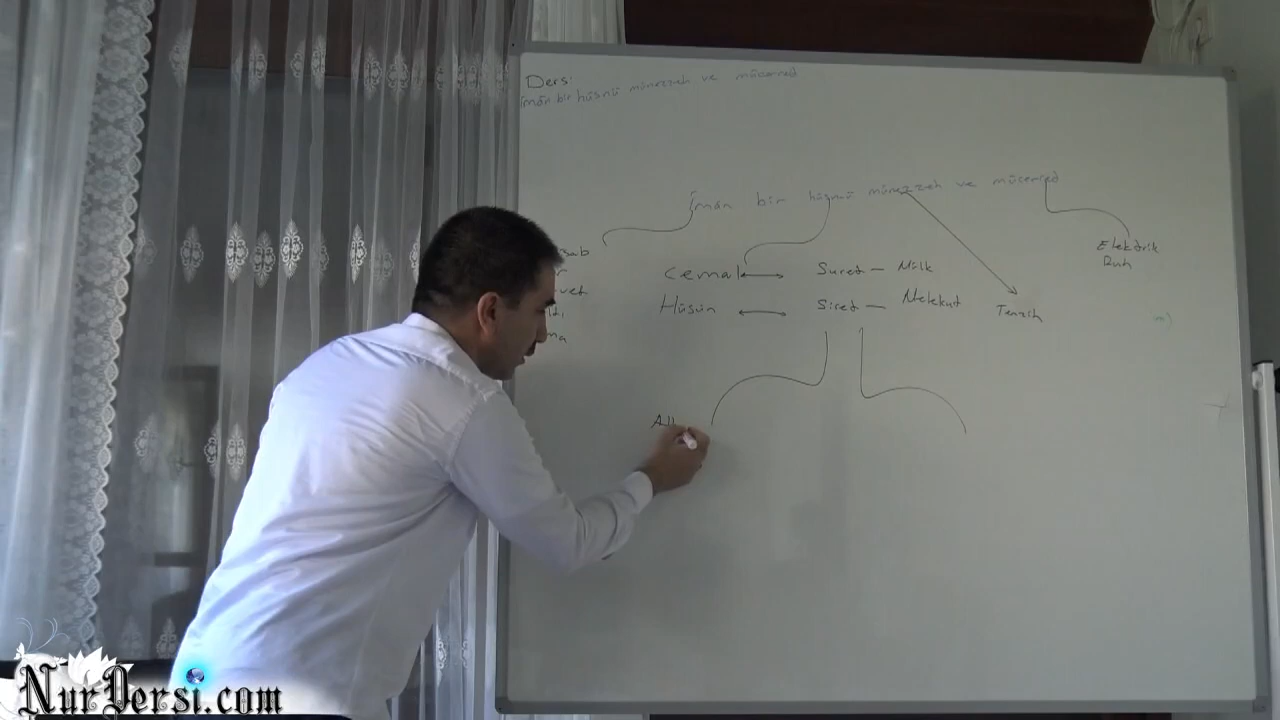 Ders:
İmân bir hüsnü münezzeh ve mücerred
İmân bir hüsnü münezzeh ve mücerred
Elektrik
Ruh
Cemal Suret - Mülk
Hüsün Siret - Melekut Tenzih
All
NurDersi.com